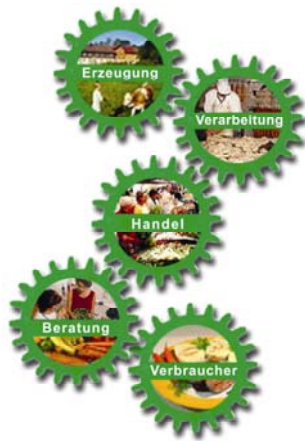 Erzeugung
Verarbeitung
Handel
Beratung
Verbraucher